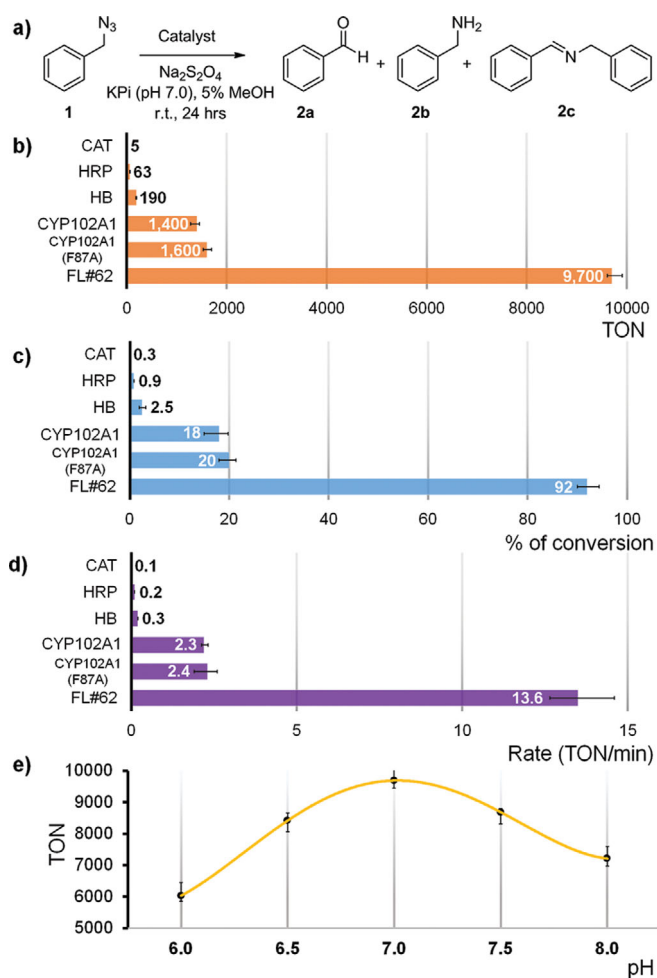 a)
N₃
Catalyst
Na₂S₂O₄
KPi (pH 7.0), 5% MeOH
r.t., 24 hrs
O
H
+
NH₂
+
N
1
2a
2b
2c
b)
CAT 5
HRP 63
HB 190
CYP102A1 1,400
CYP102A1 1,600
(F87A)
FL#62 9,700
0 2000 4000 6000 8000 10000
TON
c)
CAT 0.3
HRP 0.9
HB 2.5
CYP102A1 18
CYP102A1 20
(F87A)
FL#62 92
0 20 40 60 80 100
% of conversion
d)
CAT 0.1
HRP 0.2
HB 0.3
CYP102A1 2.3
CYP102A1 2.4
(F87A)
FL#62 13.6
0 5 10 15
Rate (TON/min)
e)
TON
10000
9000
8000
7000
6000
5000
6.0 6.5 7.0 7.5 8.0
pH